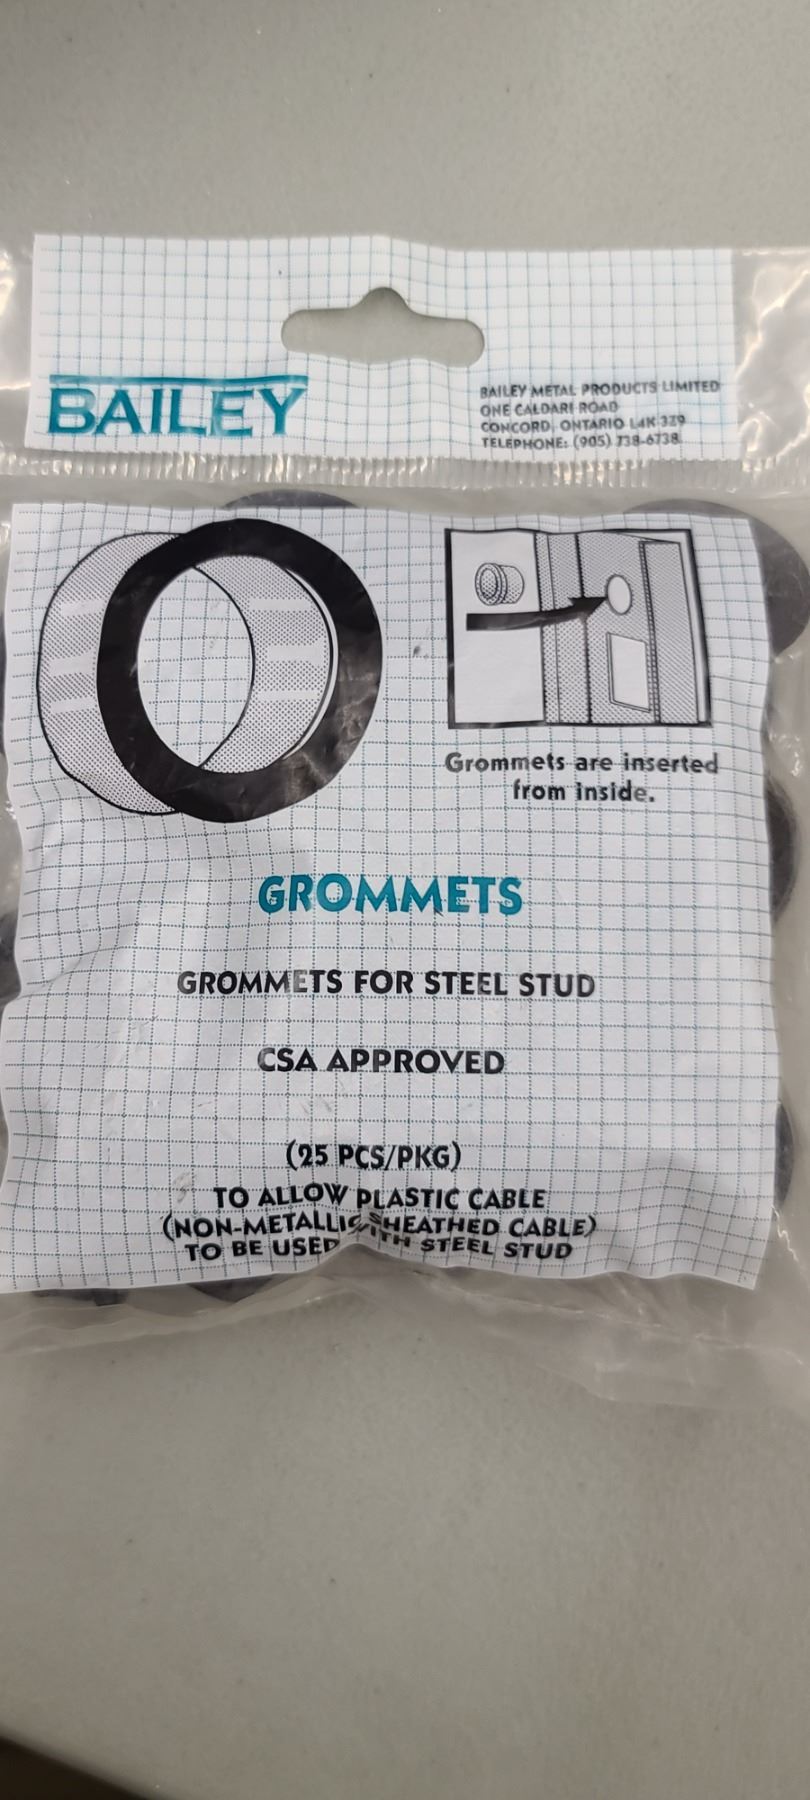 BAILEY
BAILEY METAL PRODUCTS LIMITED
ONE CALDARI ROAD
CONCORD, ONTARIO L4K 3Z9
TELEPHONE: (905) 738-6738
Grommets are inserted
from inside.
GROMMETS
GROMMETS FOR STEEL STUD
CSA APPROVED
(25 PCS/PKG)
TO ALLOW PLASTIC CABLE
(NON-METALLIC SHEATHED CABLE)
TO BE USED WITH STEEL STUD